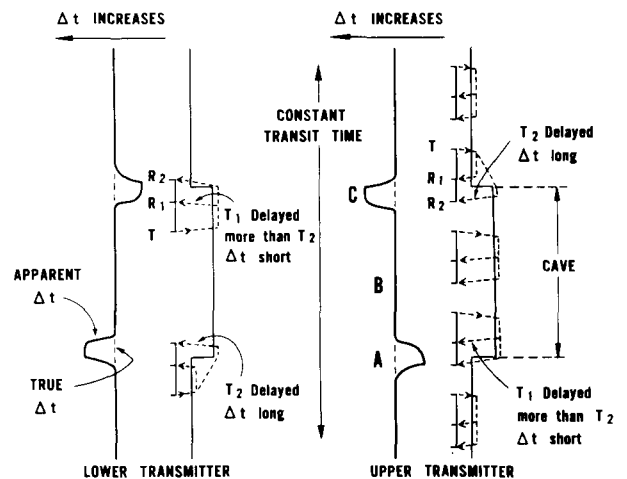 Δ t INCREASES
Δ t INCREASES
CONSTANT
TRANSIT TIME
T
T₂ Delayed
Δ t long
R₂
R₁
T
T₁ Delayed
more than T₂
Δ t short
R₁
R₂
C
B
A
CAVE
APPARENT
Δ t
TRUE
Δ t
T₂ Delayed
Δ t long
T₁ Delayed
more than T₂
Δ t short
LOWER TRANSMITTER
UPPER TRANSMITTER